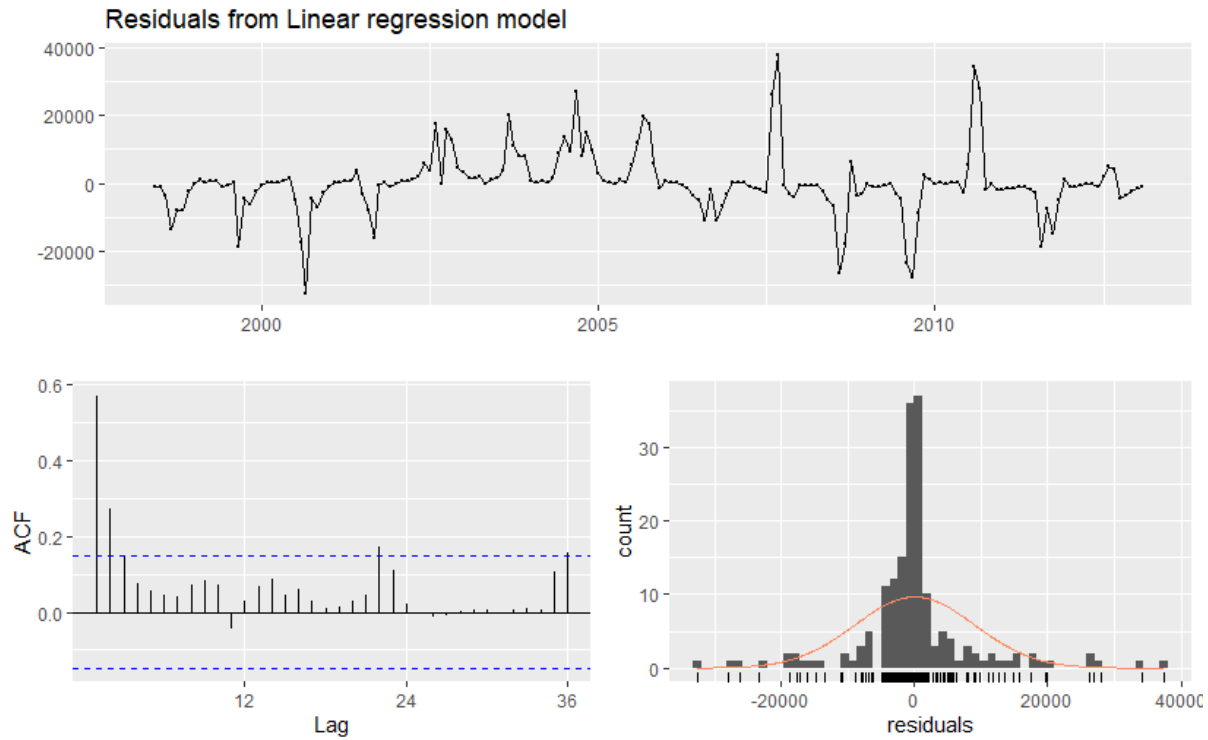 Residuals from Linear regression model
40000
20000
0
-20000
2000 2005 2010
0.6
0.4
0.2
0.0
ACF
12 24 36
Lag
30
20
10
0
count
-20000 0 20000 40000
residuals